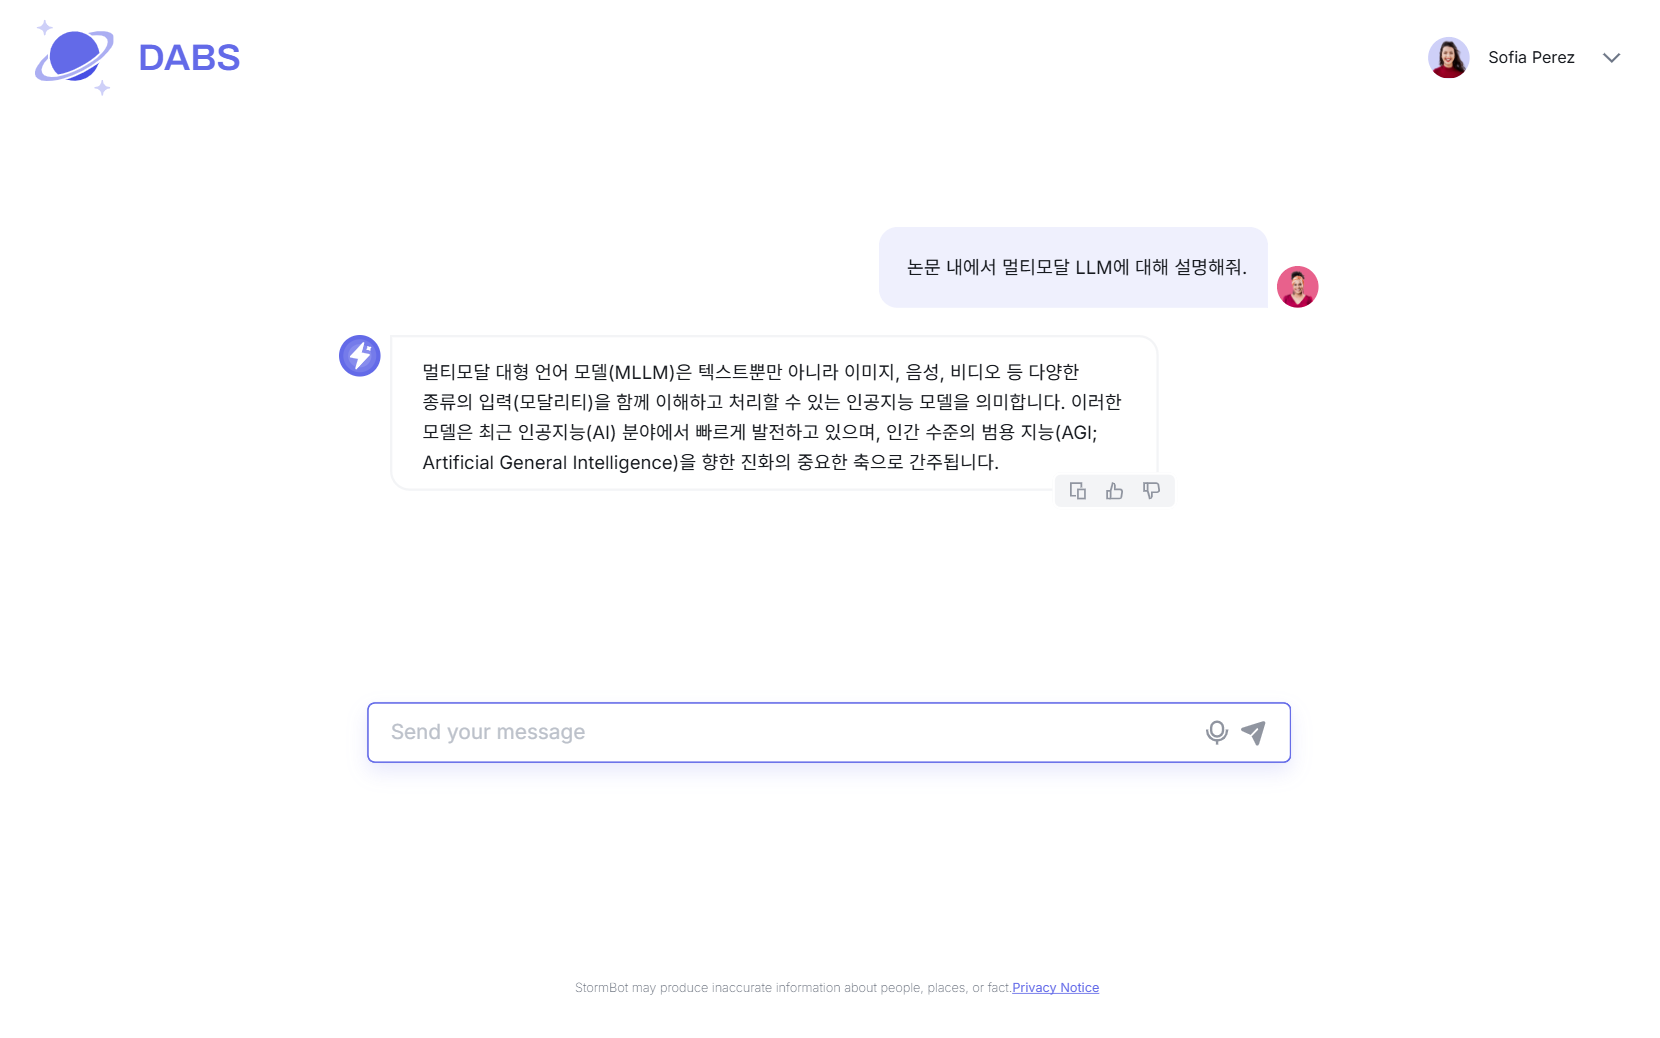 DABS
Sofia Perez
논문 내에서 멀티모달 LLM에 대해 설명해줘.
멀티모달 대형 언어 모델(MLLM)은 텍스트뿐만 아니라 이미지, 음성, 비디오 등 다양한
종류의 입력(모달리티)을 함께 이해하고 처리할 수 있는 인공지능 모델을 의미합니다. 이러한
모델은 최근 인공지능(AI) 분야에서 빠르게 발전하고 있으며, 인간 수준의 범용 지능(AGI;
Artificial General Intelligence)을 향한 진화의 중요한 축으로 간주됩니다.
Send your message
StormBot may produce inaccurate information about people, places, or fact.Privacy Notice